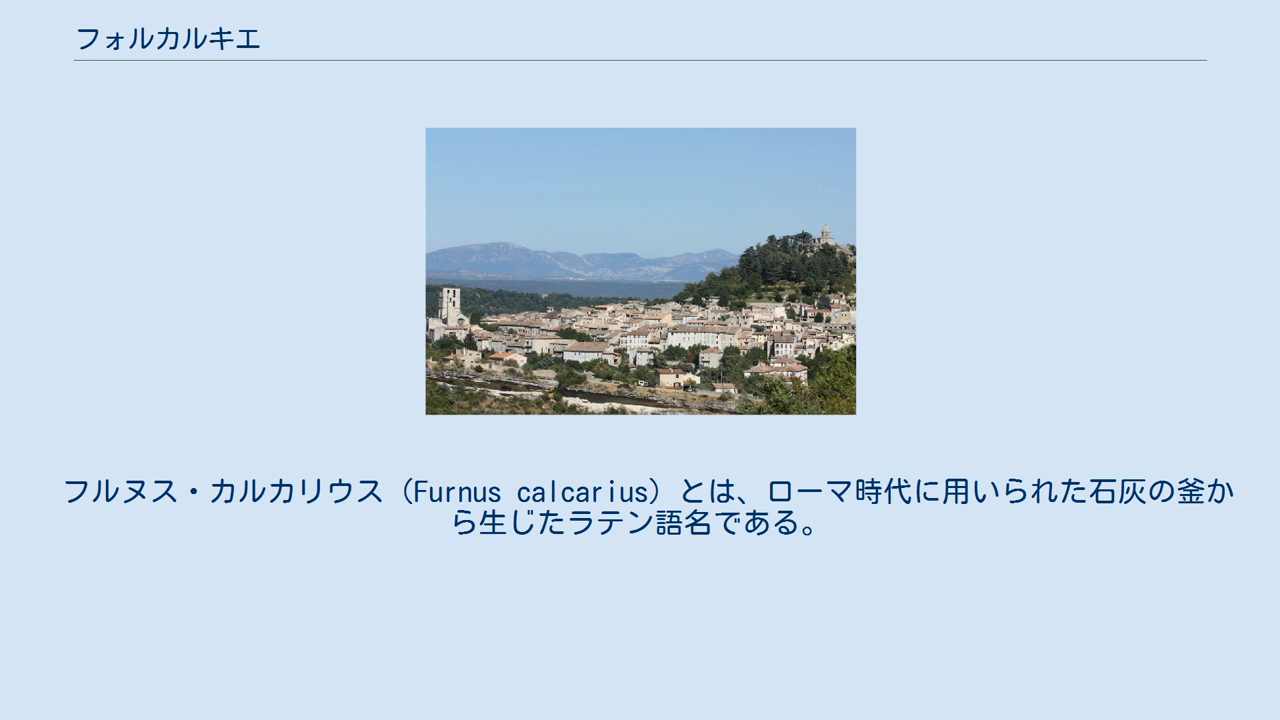 フォルカルキエ
フルヌス・カルカリウス（Furnus calcarius）とは、ローマ時代に用いられた石灰の釜か
ら生じたラテン語名である。